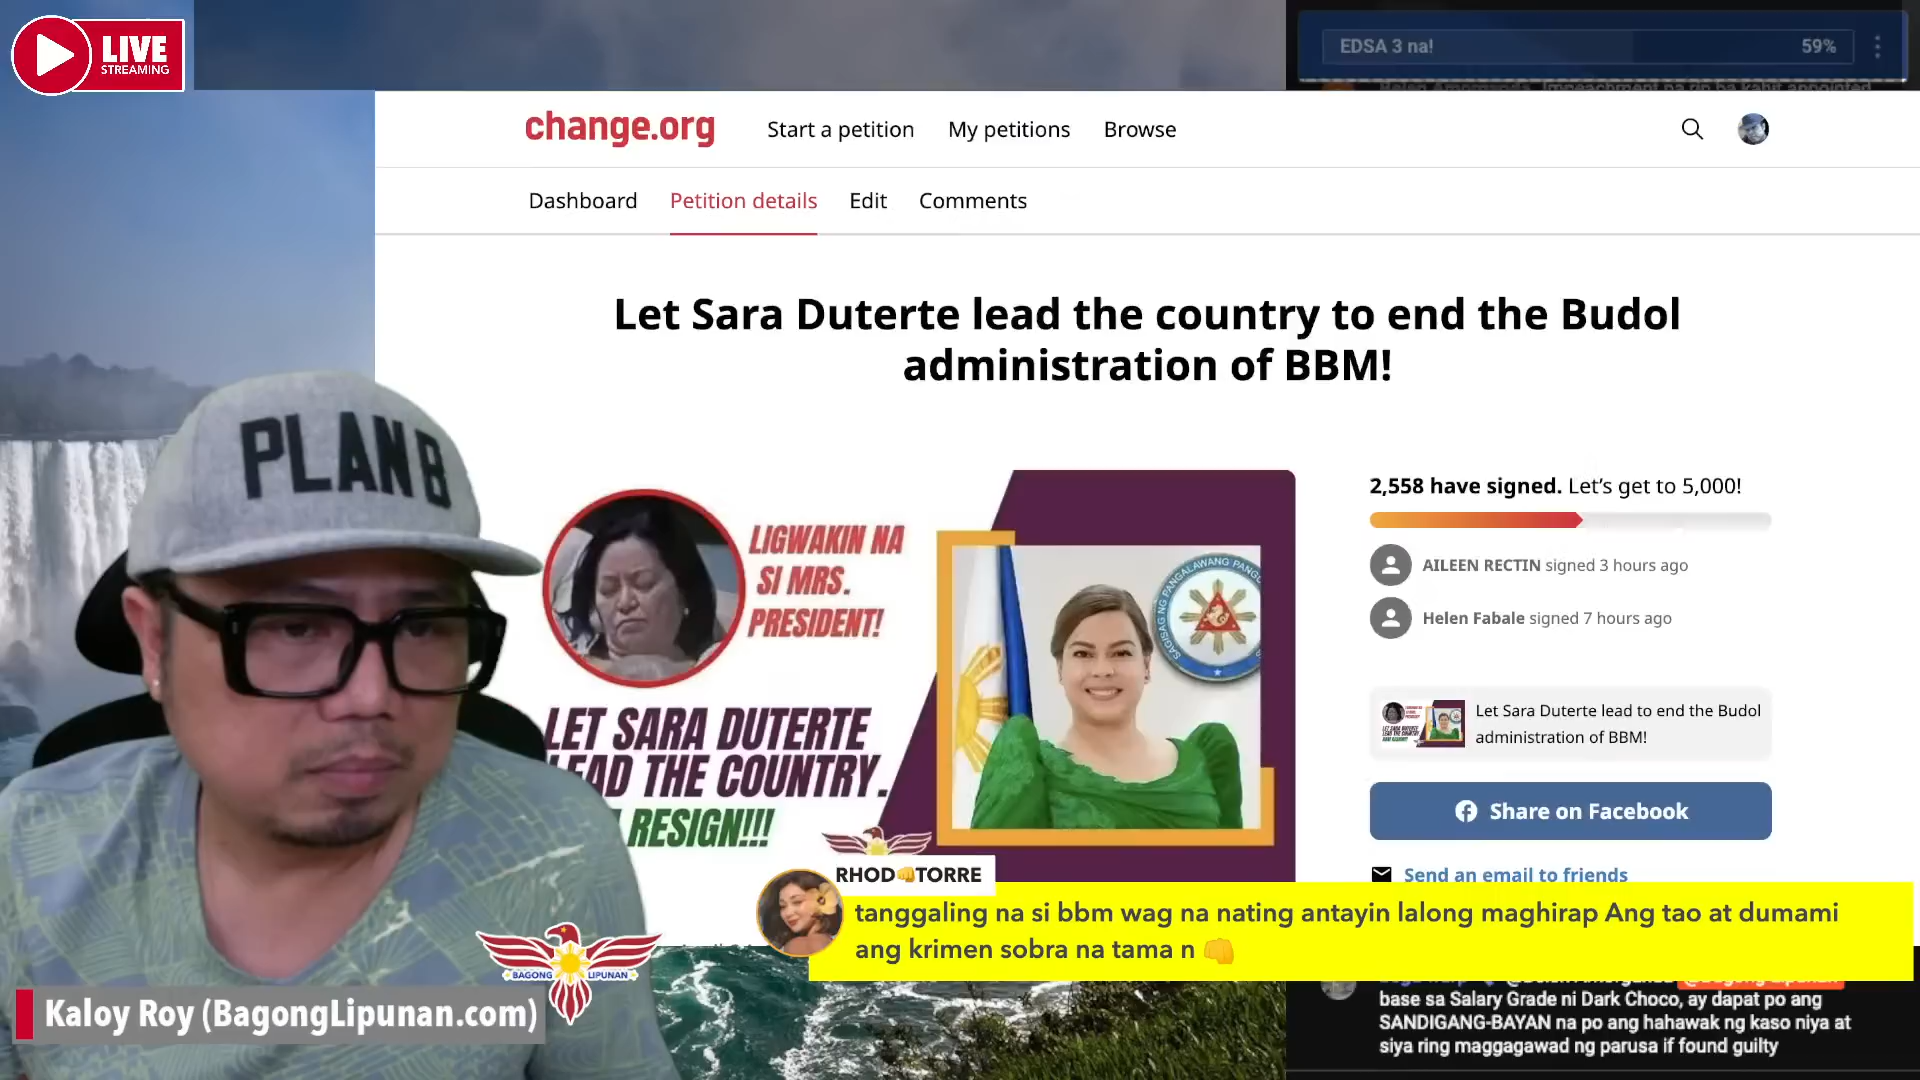 LIVE
STREAMING
EDSA 3 na! 59%
change.org Start a petition My petitions Browse
Dashboard Petition details Edit Comments
Let Sara Duterte lead the country to end the Budol
administration of BBM!
PLAN B
LIGWAKIN NA
SI MRS.
PRESIDENT!
LET SARA DUTERTE
LEAD THE COUNTRY.
RESIGN!!!
2,558 have signed. Let's get to 5,000!
AILEEN RECTIN signed 3 hours ago
Helen Fabale signed 7 hours ago
Let Sara Duterte lead to end the Budol
administration of BBM!
Share on Facebook
Send an email to friends
RHOD👊TORRE
tanggaling na si bbm wag na nating antayin lalong maghirap Ang tao at dumami
ang krimen sobra na tama n 👊
BAGONG LIPUNAN
Kaloy Roy (BagongLipunan.com)
base sa Salary Grade ni Dark Choco, ay dapat po ang
SANDIGANG-BAYAN na po ang hahawak ng kaso niya at
siya ring maggagawad ng parusa if found guilty